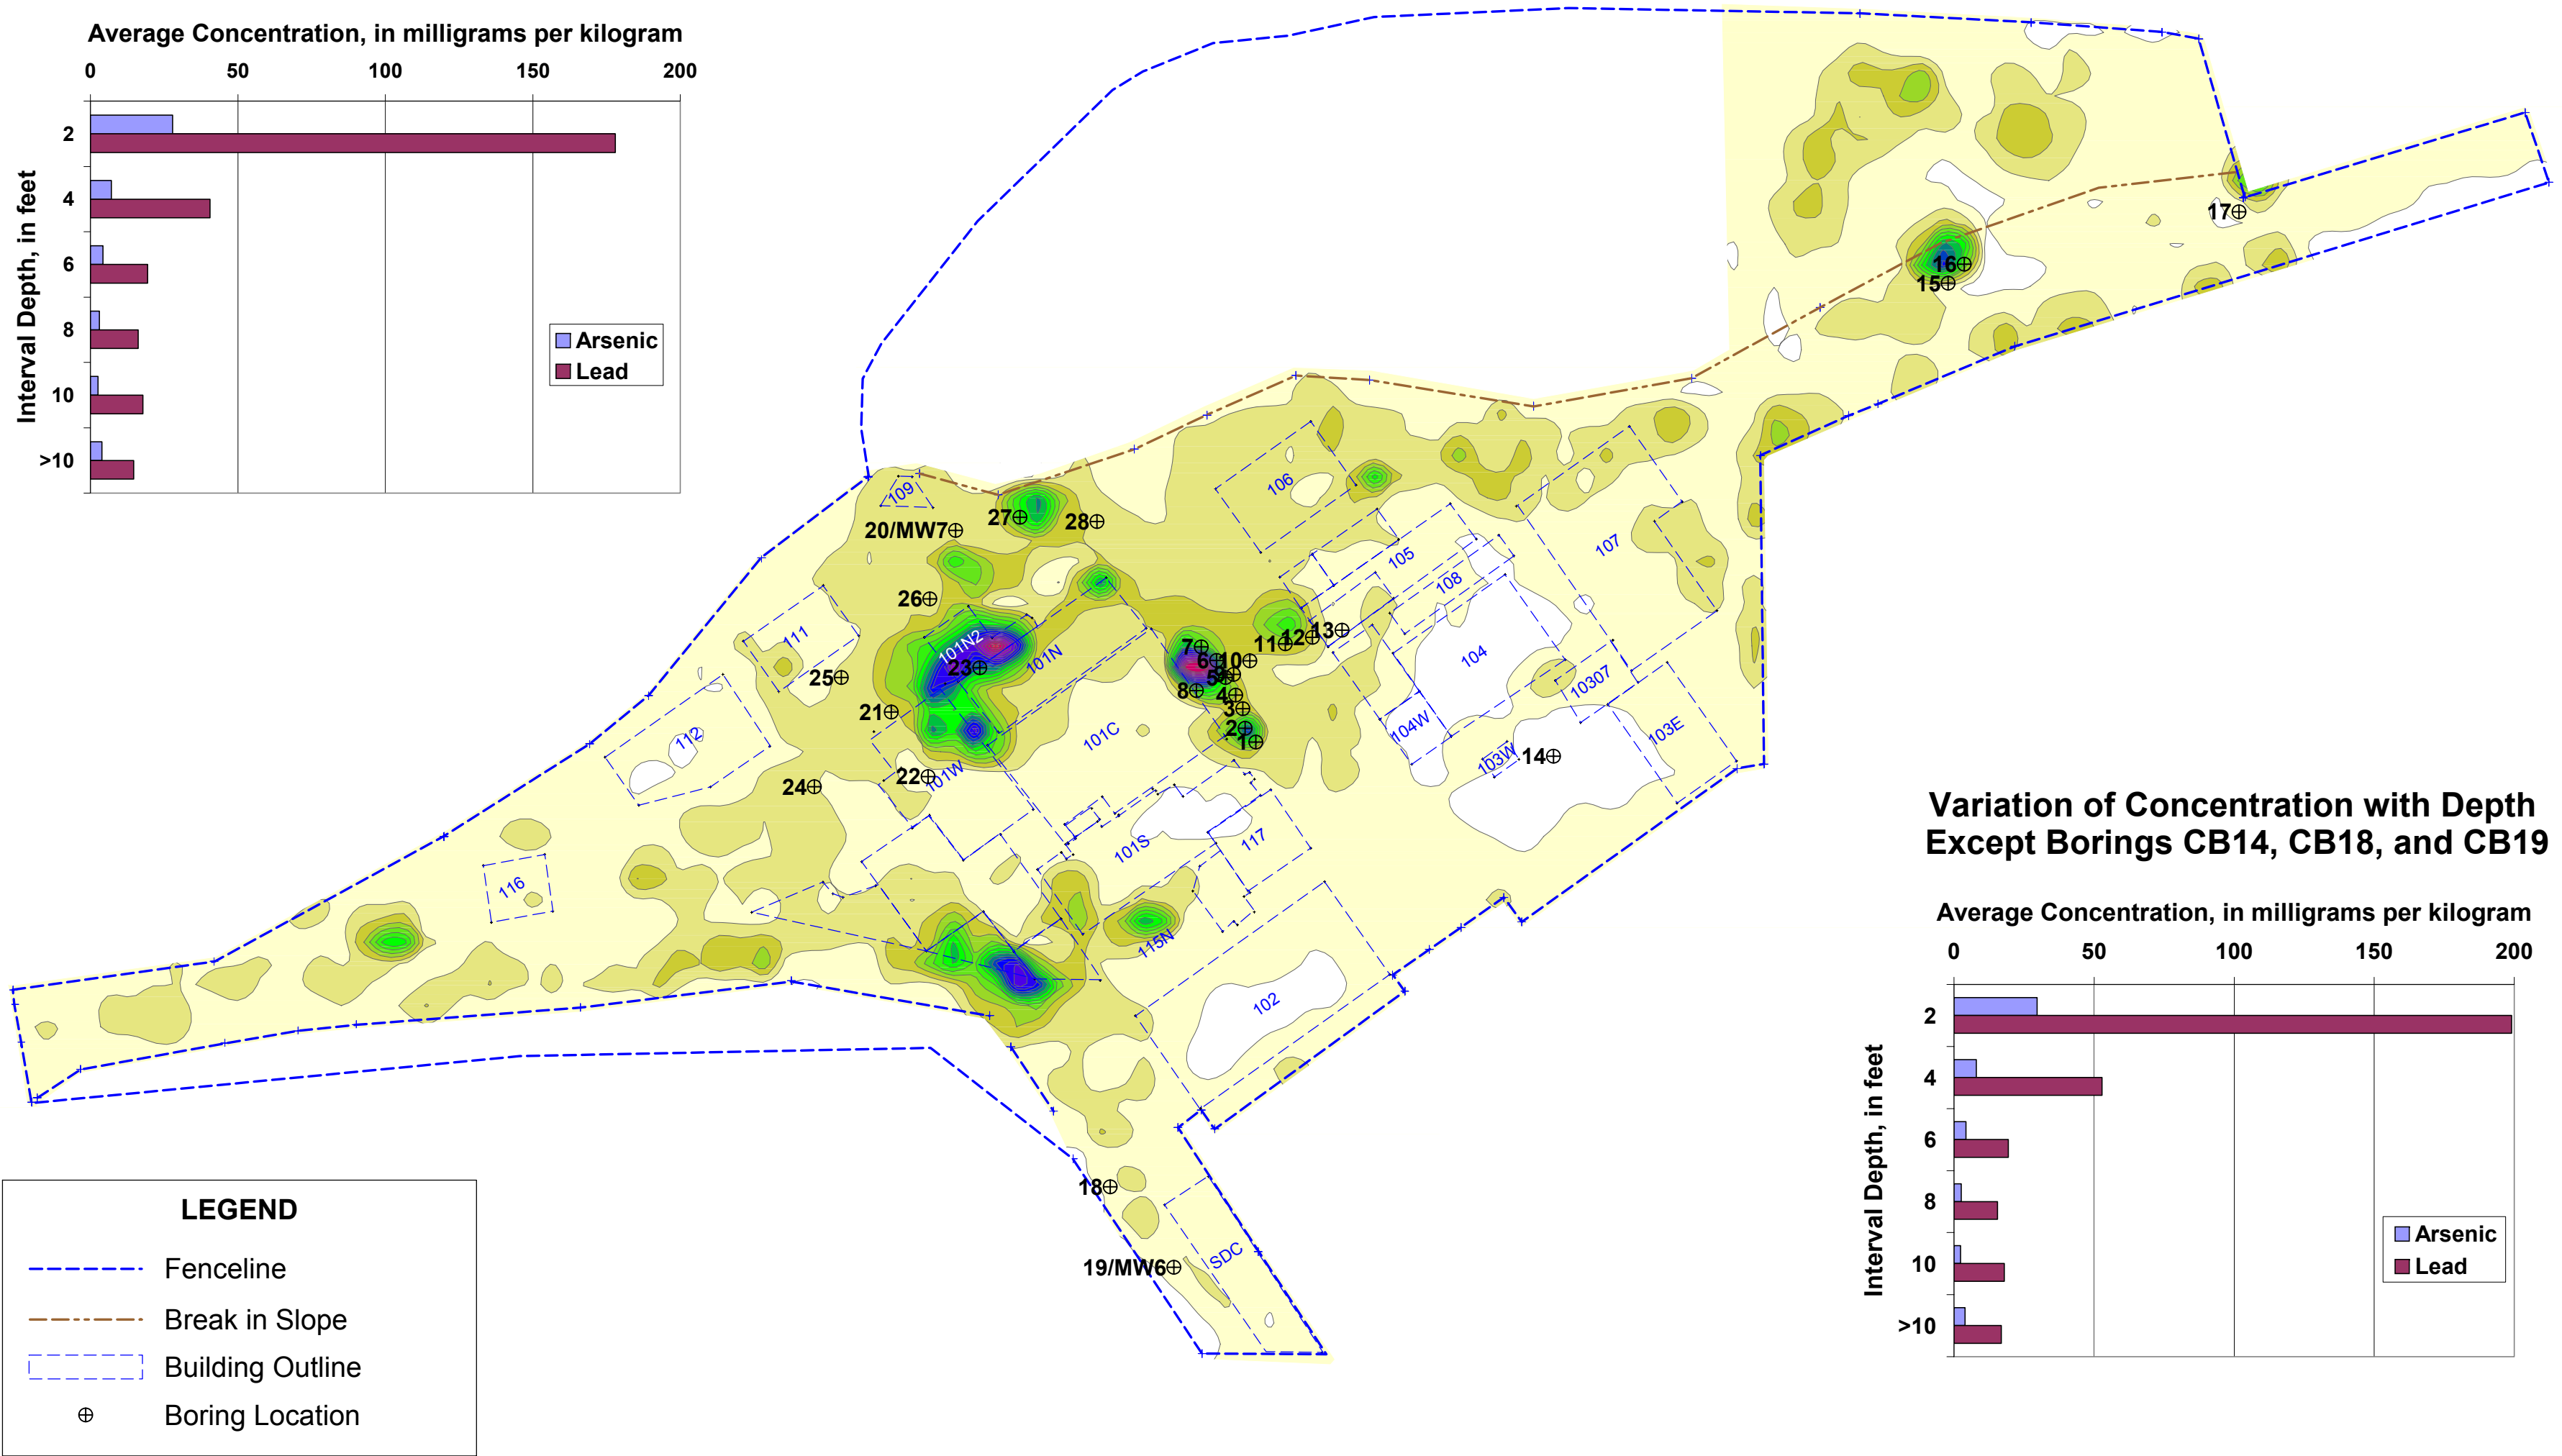 Average Concentration, in milligrams per kilogram
0 50 100 150 200
Interval Depth, in feet
2
4
6
8
10
>10
Arsenic
Lead
17
16
15
109
20/MW7
27
28
106
105
107
108
26
111
101N2
101N
23
25
21
7
6
10
11
12
13
5
9
8
4
3
2
1
104
10307
104W
103W
103E
14
112
101C
22
101W
24
101S
117
116
115N
102
18
19/MW6
SDC
Variation of Concentration with Depth
Except Borings CB14, CB18, and CB19
Average Concentration, in milligrams per kilogram
0 50 100 150 200
Interval Depth, in feet
2
4
6
8
10
>10
Arsenic
Lead
LEGEND
Fenceline
Break in Slope
Building Outline
Boring Location